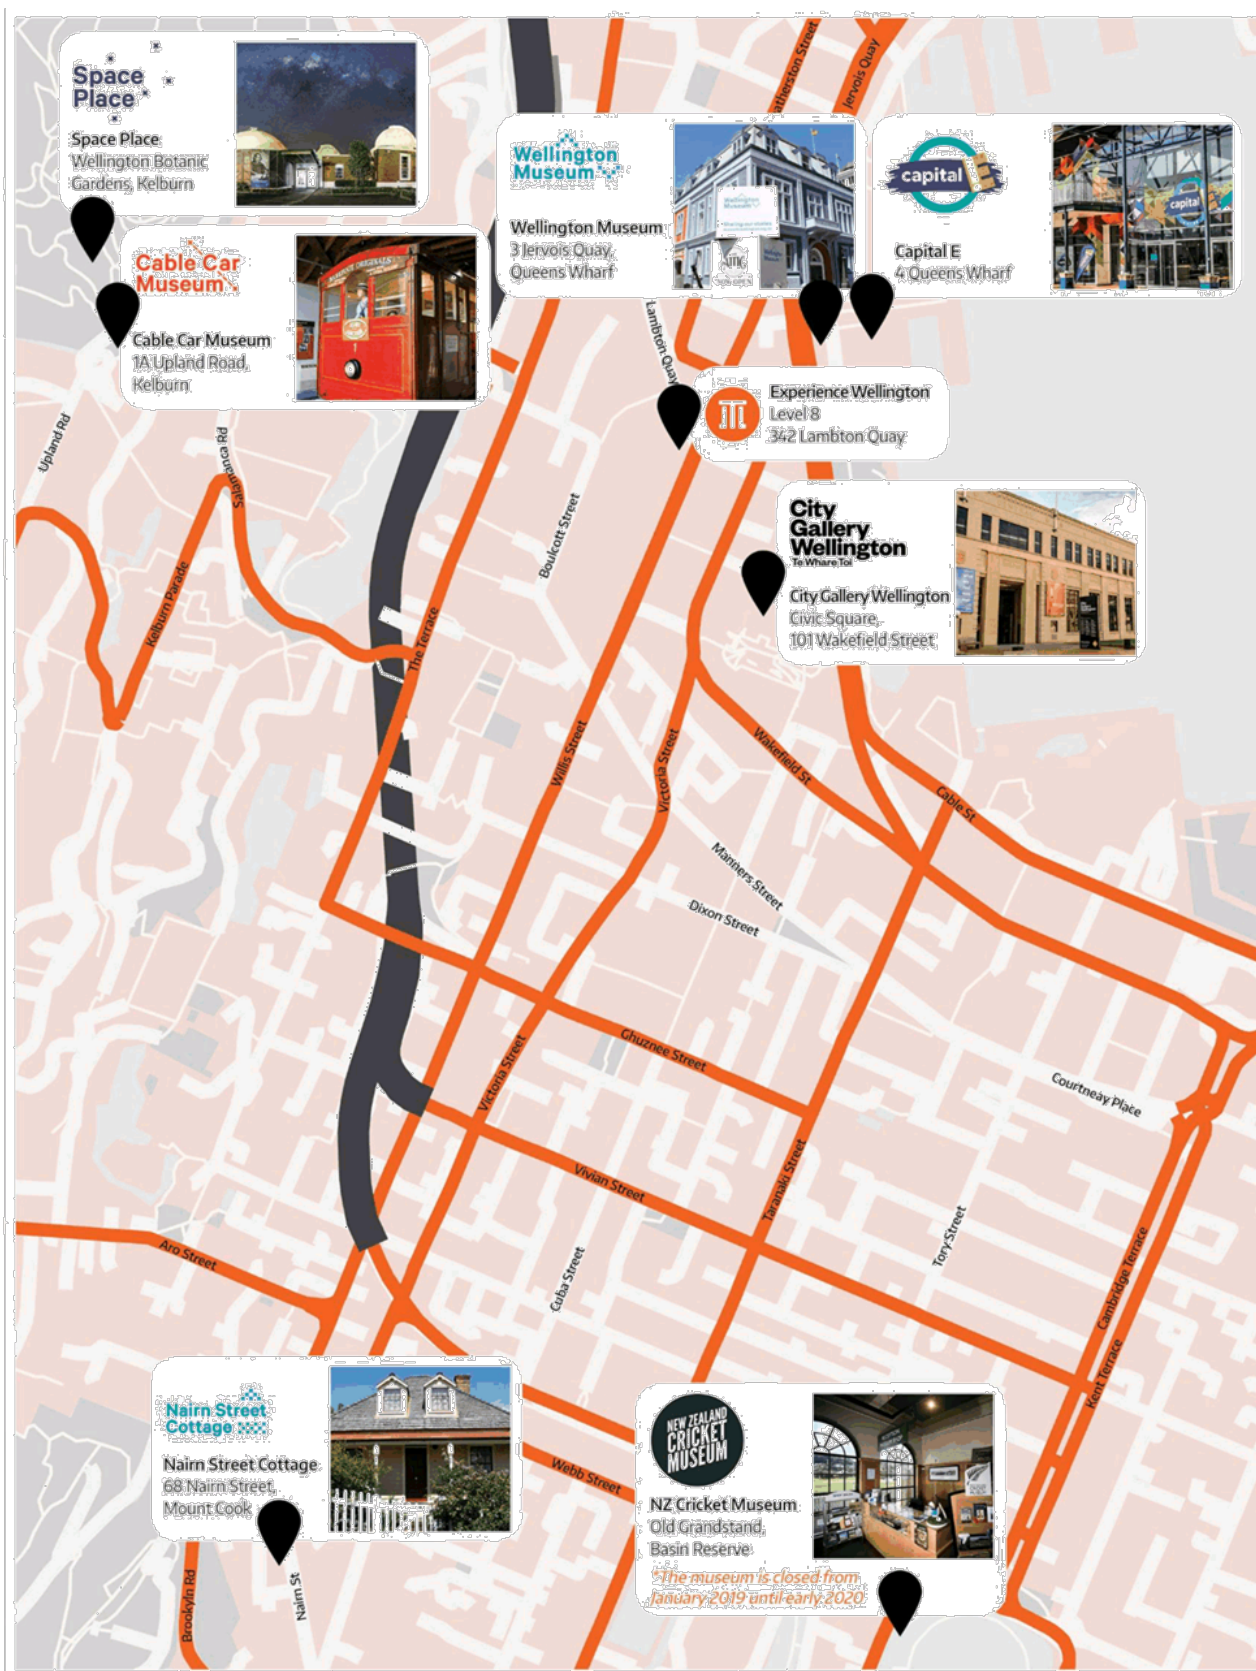 Space
Place
Space Place
Wellington Botanic
Gardens, Kelburn
Cable Car
Museum
Cable Car Museum
1A Upland Road,
Kelburn
Wellington
Museum
Wellington Museum
3 Jervois Quay,
Queens Wharf
capital E
Capital E
4 Queens Wharf
capital
atherston Street
Jervois Quay
Lambton Quay
Experience Wellington
Level 8
342 Lambton Quay
City
Gallery
Wellington
Te Whare Toi
City Gallery Wellington
Civic Square,
101 Wakefield Street
Upland Rd
Salamanca Rd
Kelburn Parade
The Terrace
Boulcott Street
Willis Street
Victoria Street
Wakefield St
Cable St
Manners Street
Dixon Street
Ghuznee Street
Victoria Street
Courtneay Place
Vivian Street
Taranaki Street
Tory Street
Cuba Street
Aro Street
Cambridge Terrace
Kent Terrace
Webb Street
Nairn Street
Cottage
Nairn Street Cottage
68 Nairn Street,
Mount Cook
Brookyln Rd
Nairn St
NEW ZEALAND
CRICKET
MUSEUM
NZ Cricket Museum
Old Grandstand,
Basin Reserve
*The museum is closed from
January 2019 until early 2020